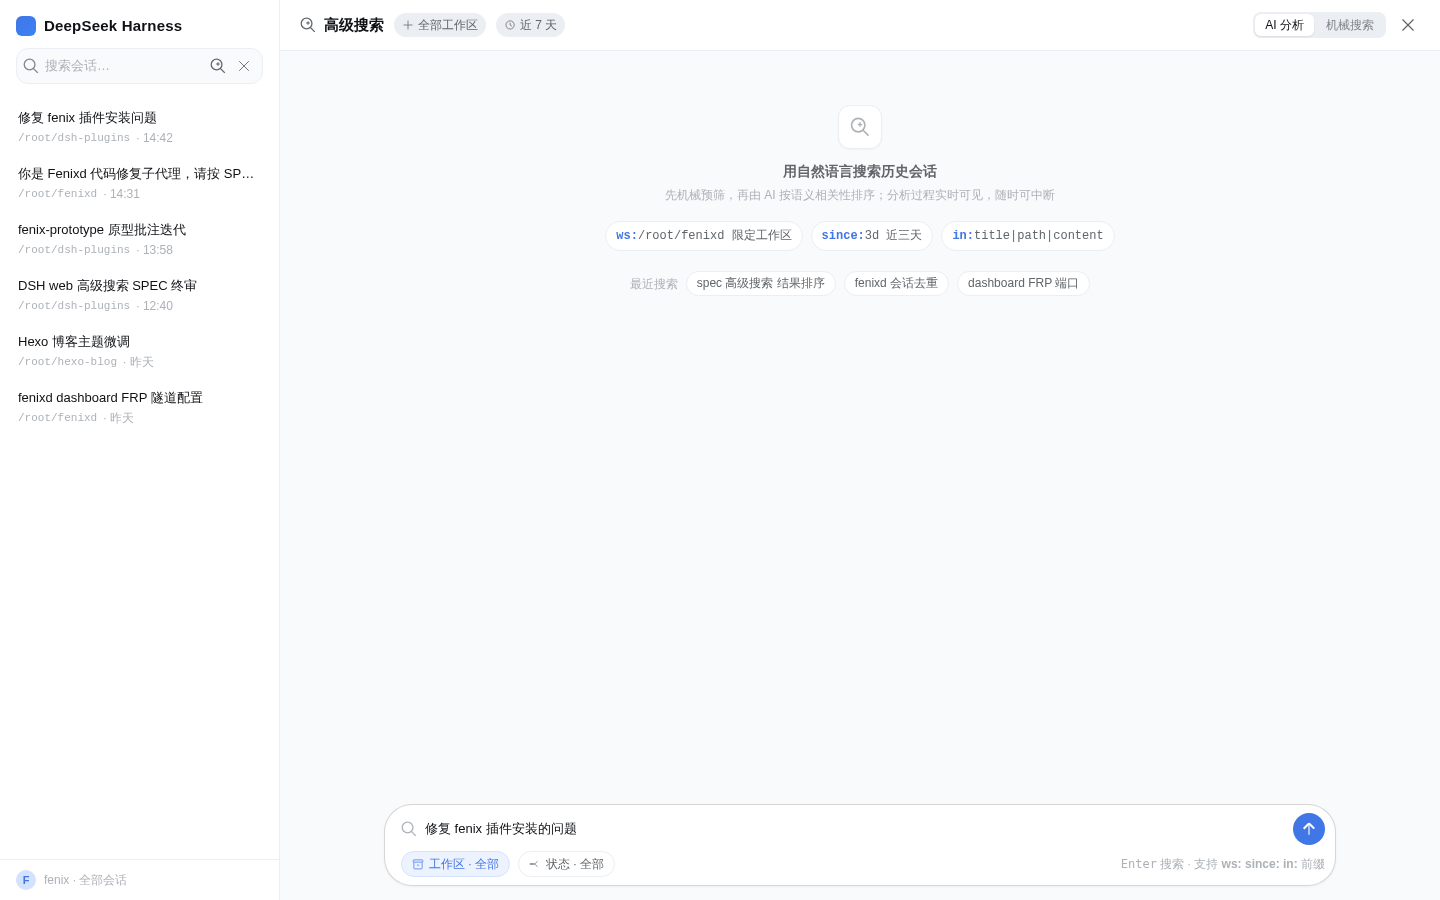 DeepSeek Harness
搜索会话…
修复 fenix 插件安装问题
/root/dsh-plugins · 14:42
你是 Fenixd 代码修复子代理，请按 SP…
/root/fenixd · 14:31
fenix-prototype 原型批注迭代
/root/dsh-plugins · 13:58
DSH web 高级搜索 SPEC 终审
/root/dsh-plugins · 12:40
Hexo 博客主题微调
/root/hexo-blog · 昨天
fenixd dashboard FRP 隧道配置
/root/fenixd · 昨天
F fenix · 全部会话
高级搜索 全部工作区 近 7 天 AI 分析 机械搜索
用自然语言搜索历史会话
先机械预筛，再由 AI 按语义相关性排序；分析过程实时可见，随时可中断
ws:/root/fenixd 限定工作区 since:3d 近三天 in:title|path|content
最近搜索 spec 高级搜索 结果排序 fenixd 会话去重 dashboard FRP 端口
修复 fenix 插件安装的问题
工作区 · 全部 状态 · 全部 Enter 搜索 · 支持 ws: since: in: 前缀